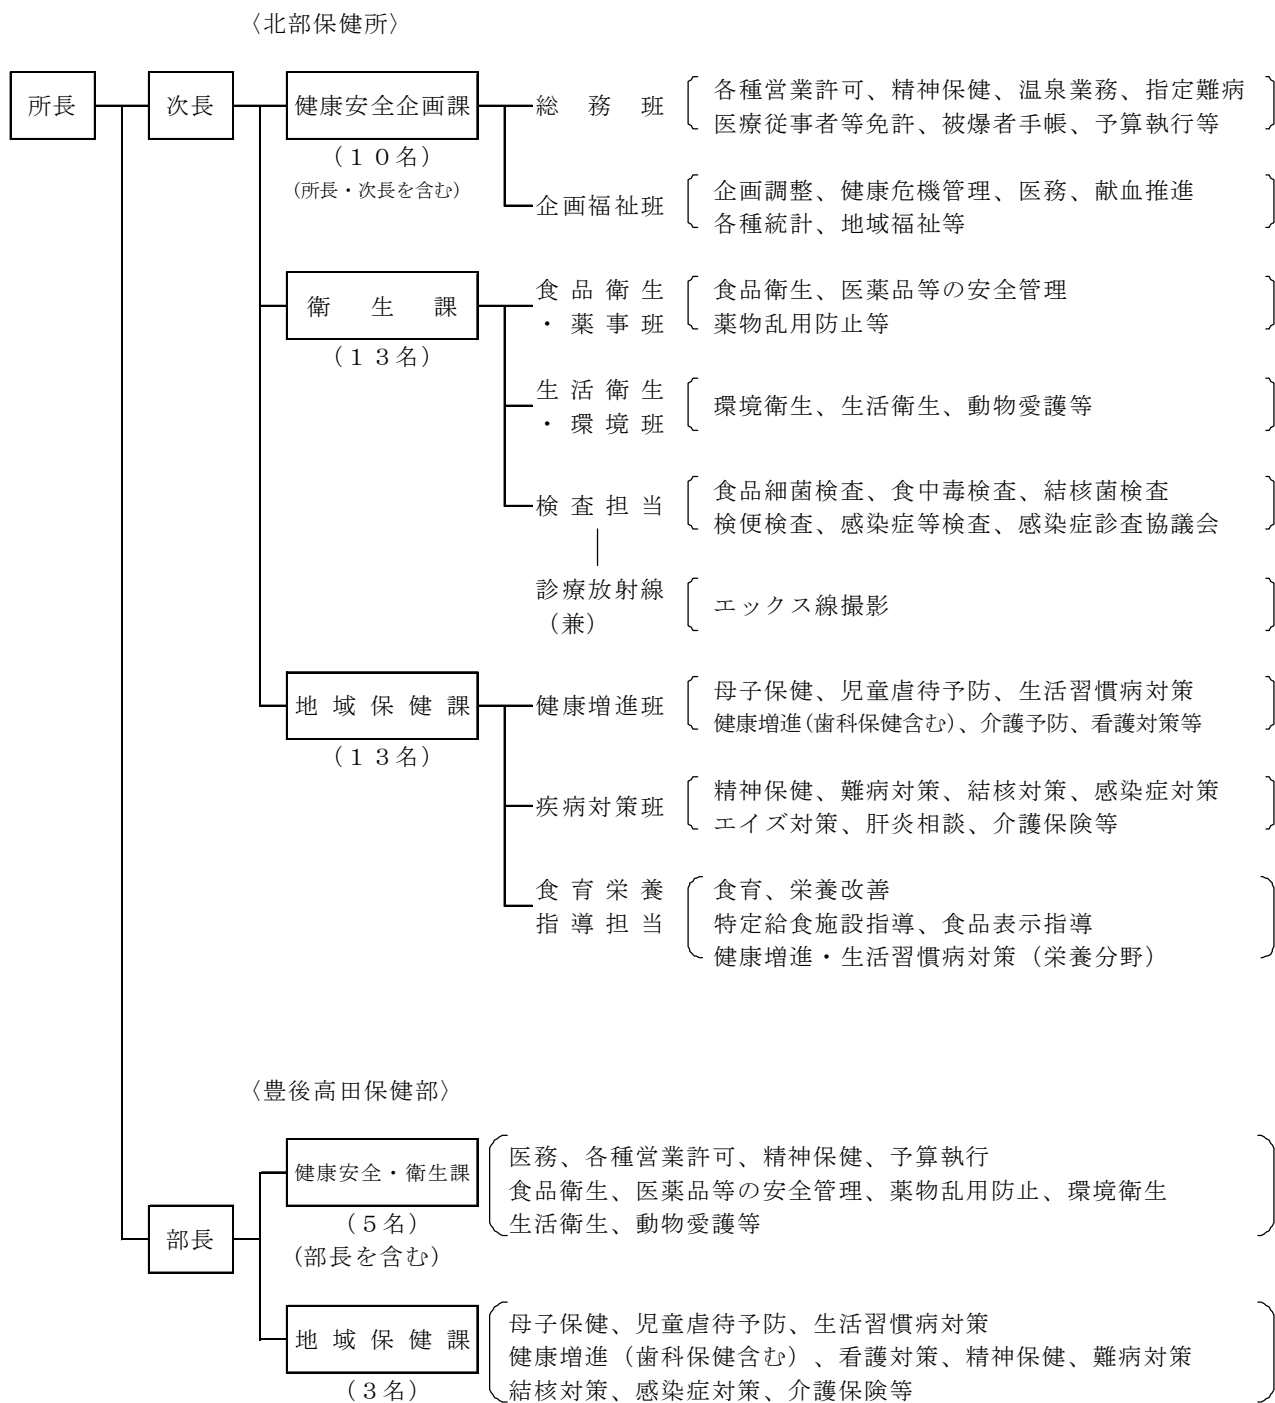 〈北部保健所〉
所長
次長
健康安全企画課
(１０名)
(所長・次長を含む)
総務班
各種営業許可、精神保健、温泉業務、指定難病
医療従事者等免許、被爆者手帳、予算執行等
企画福祉班
企画調整、健康危機管理、医務、献血推進
各種統計、地域福祉等
衛生課
(１３名)
食品衛生
・薬事班
食品衛生、医薬品等の安全管理
薬物乱用防止等
生活衛生
・環境班
環境衛生、生活衛生、動物愛護等
検査担当
食品細菌検査、食中毒検査、結核菌検査
検便検査、感染症等検査、感染症診査協議会
診療放射線
(兼)
エックス線撮影
地域保健課
(１３名)
健康増進班
母子保健、児童虐待予防、生活習慣病対策
健康増進(歯科保健含む)、介護予防、看護対策等
疾病対策班
精神保健、難病対策、結核対策、感染症対策
エイズ対策、肝炎相談、介護保険等
食育栄養
指導担当
食育、栄養改善
特定給食施設指導、食品表示指導
健康増進・生活習慣病対策（栄養分野）
〈豊後高田保健部〉
部長
健康安全・衛生課
(５名)
(部長を含む)
医務、各種営業許可、精神保健、予算執行
食品衛生、医薬品等の安全管理、薬物乱用防止、環境衛生
生活衛生、動物愛護等
地域保健課
(３名)
母子保健、児童虐待予防、生活習慣病対策
健康増進（歯科保健含む）、看護対策、精神保健、難病対策
結核対策、感染症対策、介護保険等